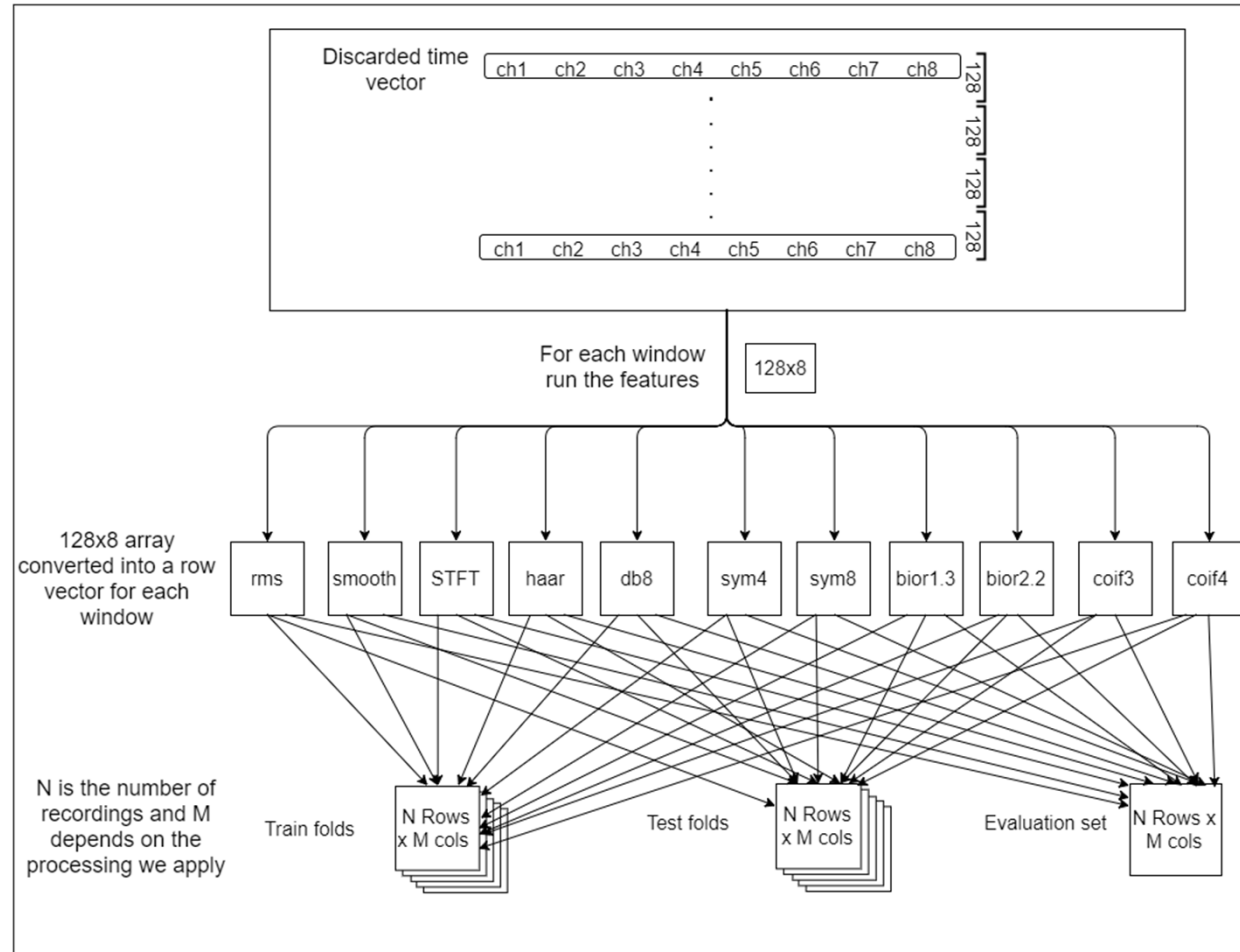 Discarded time
vector
ch1 ch2 ch3 ch4 ch5 ch6 ch7 ch8
128
128
128
128
ch1 ch2 ch3 ch4 ch5 ch6 ch7 ch8
For each window
run the features
128x8
128x8 array
converted into a row
vector for each
window
rms smooth STFT haar db8 sym4 sym8 bior1.3 bior2.2 coif3 coif4
N is the number of
recordings and M
depends on the
processing we apply
Train folds
N Rows
x M cols
Test folds
N Rows
x M cols
Evaluation set
N Rows x
M cols